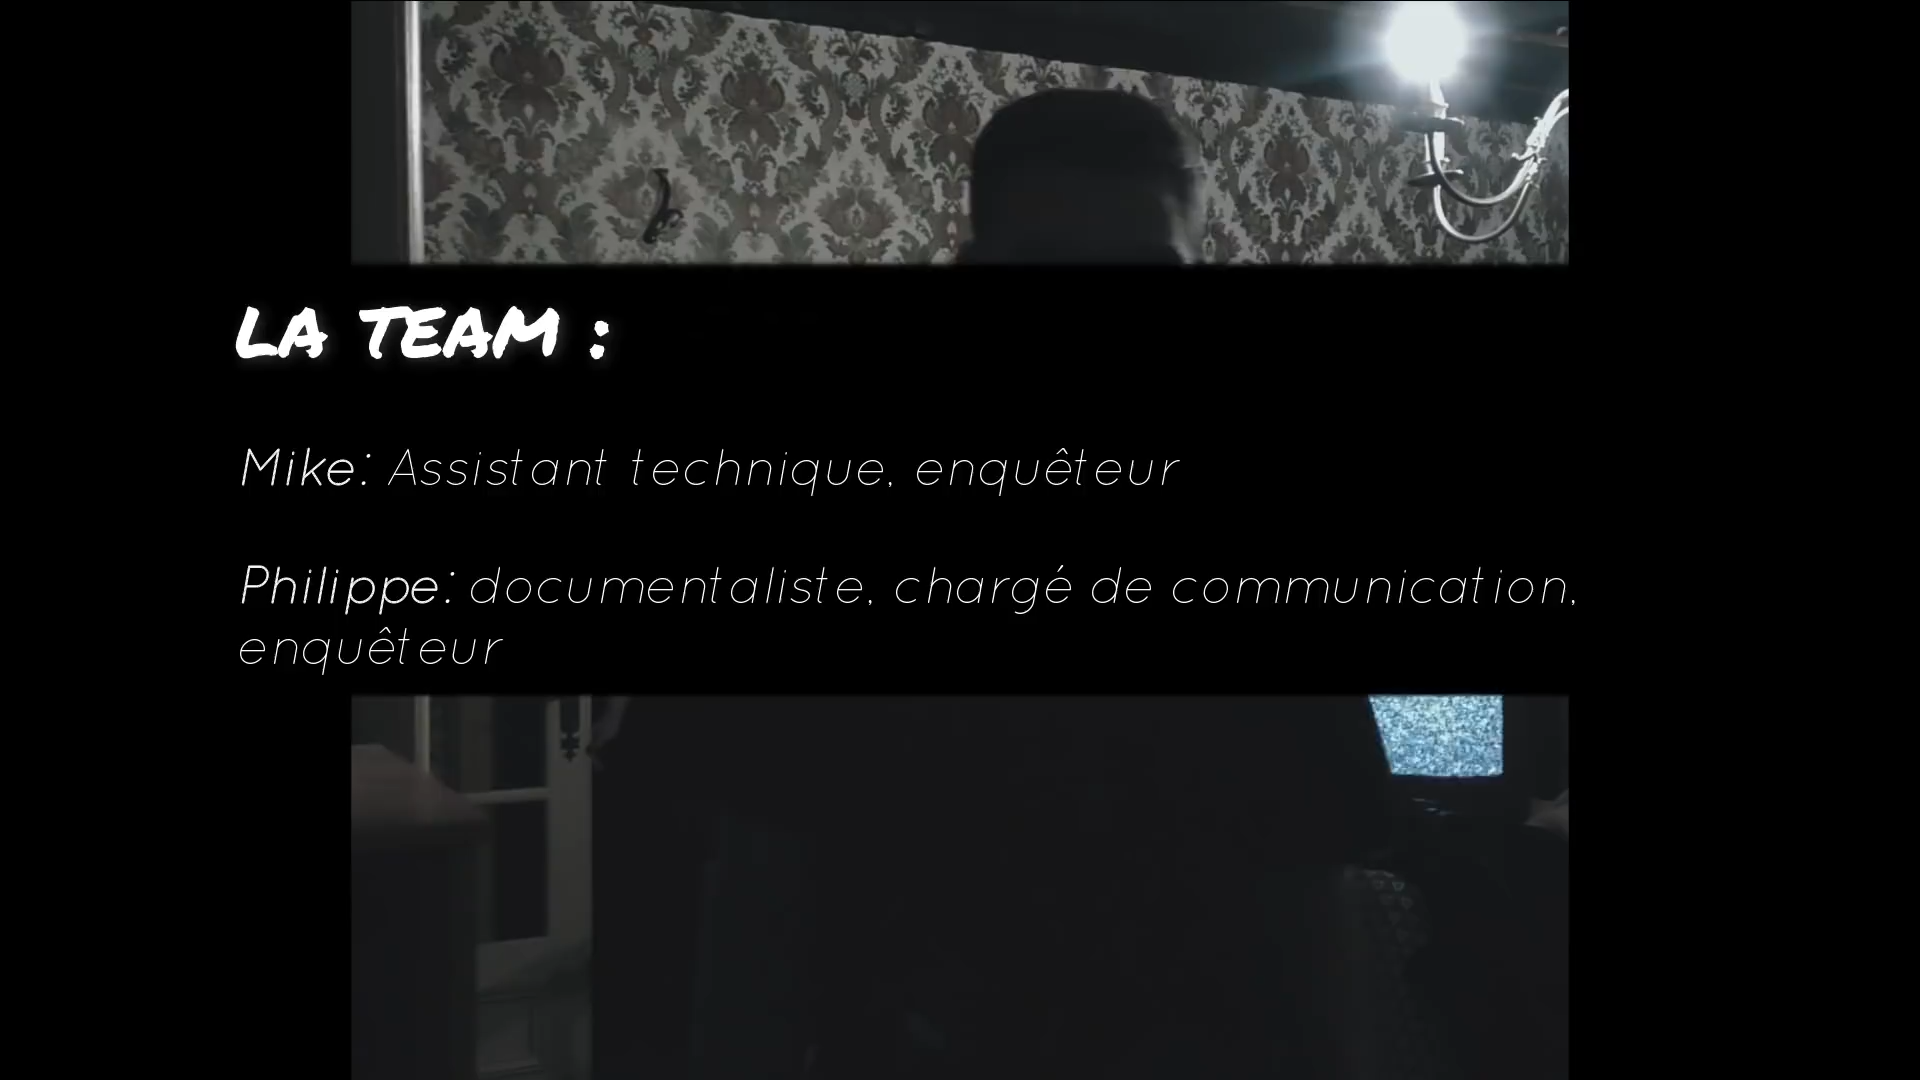 LA TEAM :
Mike: Assistant technique, enquêteur
Philippe: documentaliste, chargé de communication,
enquêteur